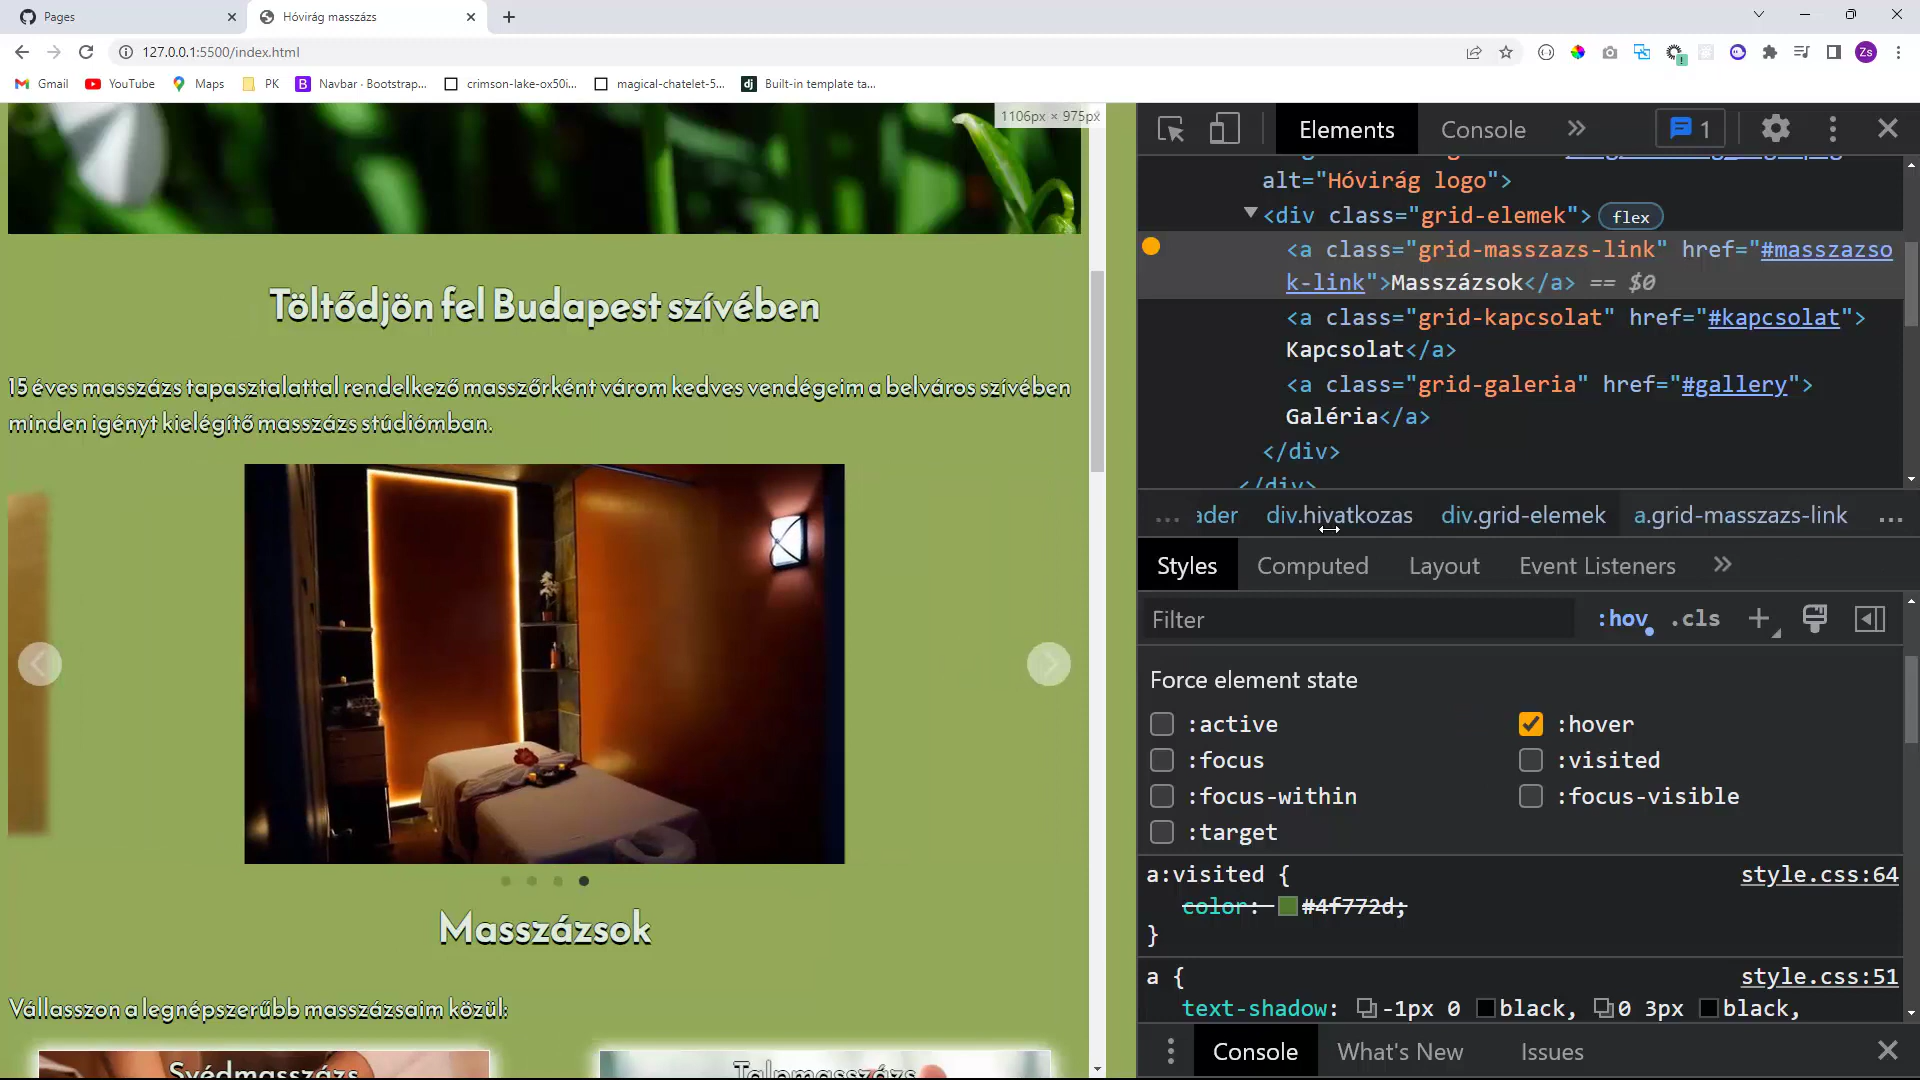 Pages
Hóvirág masszázs
127.0.0.1:5500/index.html
Zs
Gmail
YouTube
Maps
PK
Navbar · Bootstrap...
crimson-lake-ox50i...
magical-chatelet-5...
dj
Built-in template ta...
1106px × 975px
Töltődjön fel Budapest szívében
15 éves masszázs tapasztalattal rendelkező masszőrként várom kedves vendégeim a belváros szívében
minden igényt kielégítő masszázs stúdiómban.
Masszázsok
Vállasszon a legnépszerűbb masszázsaim közül:
Svédmasszázs
Talpmasszázs
Elements
Console
1
alt="Hóvirág logo">
<div class="grid-elemek"> flex
<a class="grid-masszazs-link" href="#masszazso
k-link">Masszázsok</a> == $0
<a class="grid-kapcsolat" href="#kapcsolat">
Kapcsolat</a>
<a class="grid-galeria" href="#gallery">
Galéria</a>
</div>
</div>
... ader div.hivatkozas div.grid-elemek a.grid-masszazs-link ...
Styles
Computed
Layout
Event Listeners
Filter
:hov
.cls
Force element state
:active
:hover
:focus
:visited
:focus-within
:focus-visible
:target
a:visited {
style.css:64
color: #4f772d;
}
a {
style.css:51
text-shadow: -1px 0 black, 0 3px black,
Console
What's New
Issues